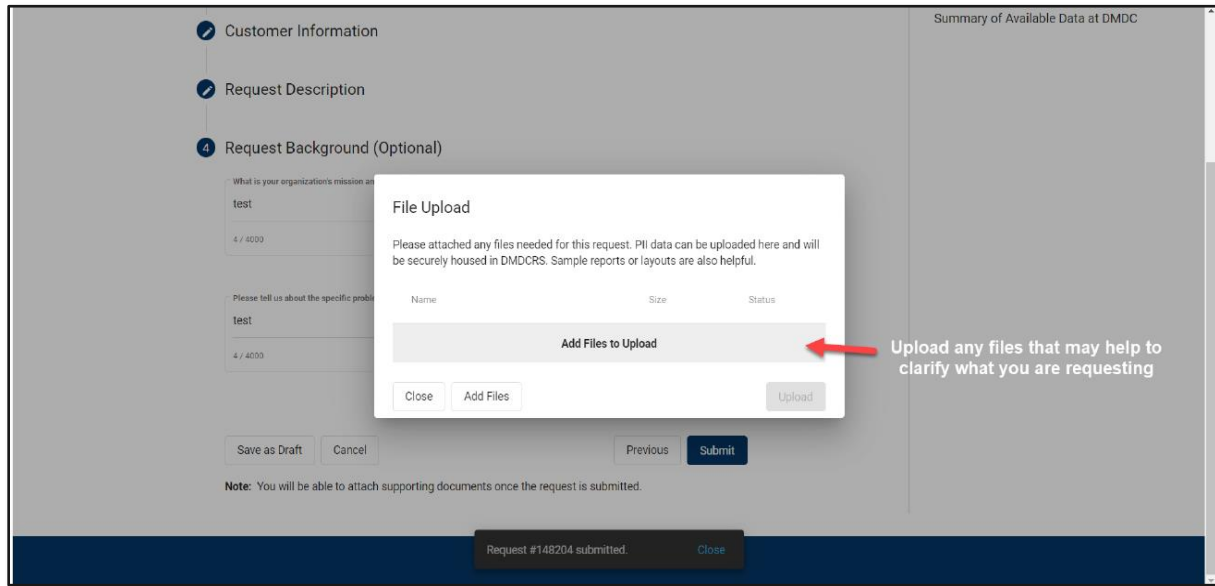 Summary of Available Data at DMDC
Customer Information
Request Description
4 Request Background (Optional)
What is your organization's mission an
test
4 / 4000
Please tell us about the specific proble
test
4 / 4000
File Upload
Please attached any files needed for this request. PII data can be uploaded here and will
be securely housed in DMDCRS. Sample reports or layouts are also helpful.
Name Size Status
Add Files to Upload
Close Add Files Upload
Upload any files that may help to
clarify what you are requesting
Save as Draft Cancel Previous Submit
Note: You will be able to attach supporting documents once the request is submitted.
Request #148204 submitted. Close